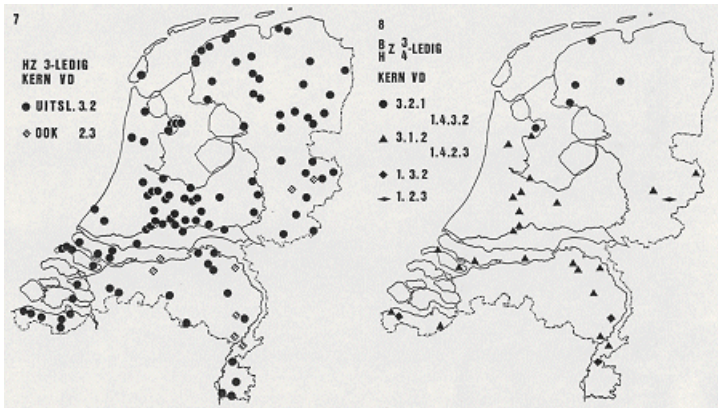 7
HZ 3-LEDIG
KERN VD
UITSL. 3.2
OOK 2.3
8
B Z 3-LEDIG
H 4
KERN VD
3.2.1
1.4.3.2
3.1.2
1.4.2.3
1.3.2
1.2.3